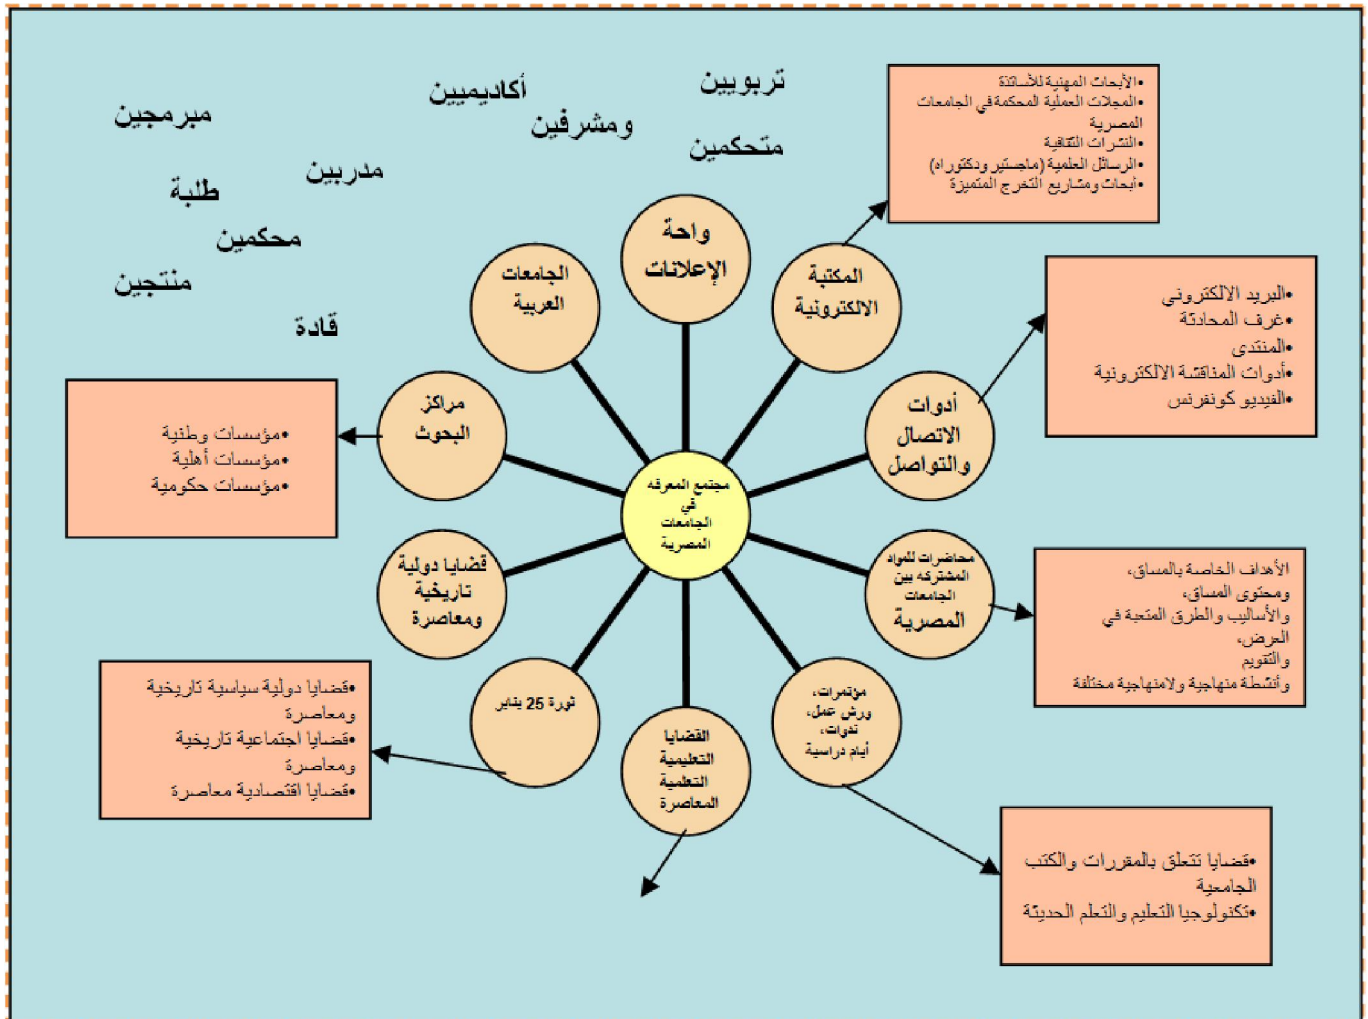 تربويين
أكاديميين
ومشرفين
متحكمين
مبرمجين
مدربين
طلبة
محكمين
منتجين
قادة
•الأبحاث المهنية للأساتذة
•المجلات العملية المحكمة في الجامعات
المصرية
•النشرات الثقافية
•الرسائل العلمية (ماجستير ودكتوراه)
•أبحاث ومشاريع التخرج المتميزة
واحة
الإعلانات
المكتبة
الالكترونية
الجامعات
العربية
•البريد الالكتروني
•غرف المحادثة
•المنتدى
•أدوات المناقشة الالكترونية
•الفيديو كونفرنس
أدوات
الاتصال
والتواصل
مراكز
البحوث
•مؤسسات وطنية
•مؤسسات أهلية
•مؤسسات حكومية
مجتمع المعرفه
في
الجامعات
المصرية
محاضرات للمواد
المشتركه بين
الجامعات
المصرية
الأهداف الخاصة بالمساق،
ومحتوى المساق،
والأساليب والطرق المتعبة في
العرض،
والتقويم
وأنشطة منهاجية ولامنهاجية مختلفة
قضايا دولية
تاريخية
ومعاصرة
ثورة 25 يناير
•قضايا دولية سياسية تاريخية
ومعاصرة
•قضايا اجتماعية تاريخية
ومعاصرة
•قضايا اقتصادية معاصرة
القضايا
التعليمية
التعلمية
المعاصرة
مؤتمرات،
ورش عمل،
ندوات،
أيام دراسية
•قضايا تتعلق بالمقررات والكتب
الجامعية
•تكنولوجيا التعليم والتعلم الحديثة